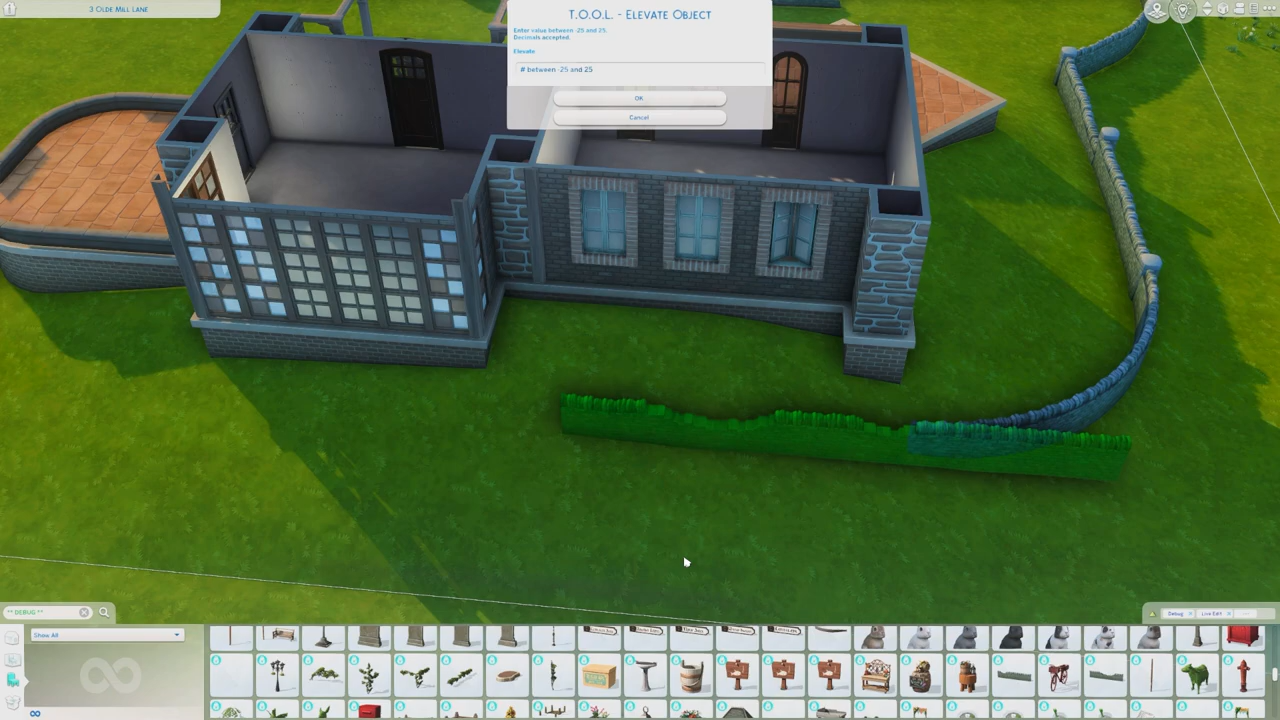 3 OLDE MILL LANE
T.O.O.L. - ELEVATE OBJECT
Enter value between -25 and 25.
Decimals accepted.
Elevate
# between -25 and 25
OK
Cancel
** DEBUG **
Debug
Live Edit
Show All